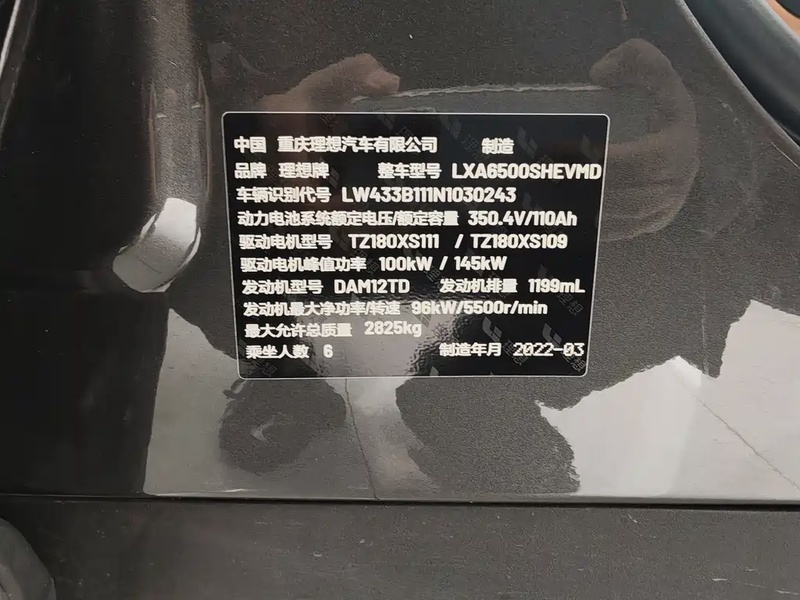 中国 重庆理想汽车有限公司 制造
品牌 理想牌 整车型号 LXA6500SHEVMD
车辆识别代号 LW433B111N1030243
动力电池系统额定电压/额定容量 350.4V/110Ah
驱动电机型号 TZ180XS111 / TZ180XS109
驱动电机峰值功率 100kW / 145kW
发动机型号 DAM12TD 发动机排量 1199mL
发动机最大净功率/转速 96kW/5500r/min
最大允许总质量 2825kg
乘坐人数 6 制造年月 2022-03